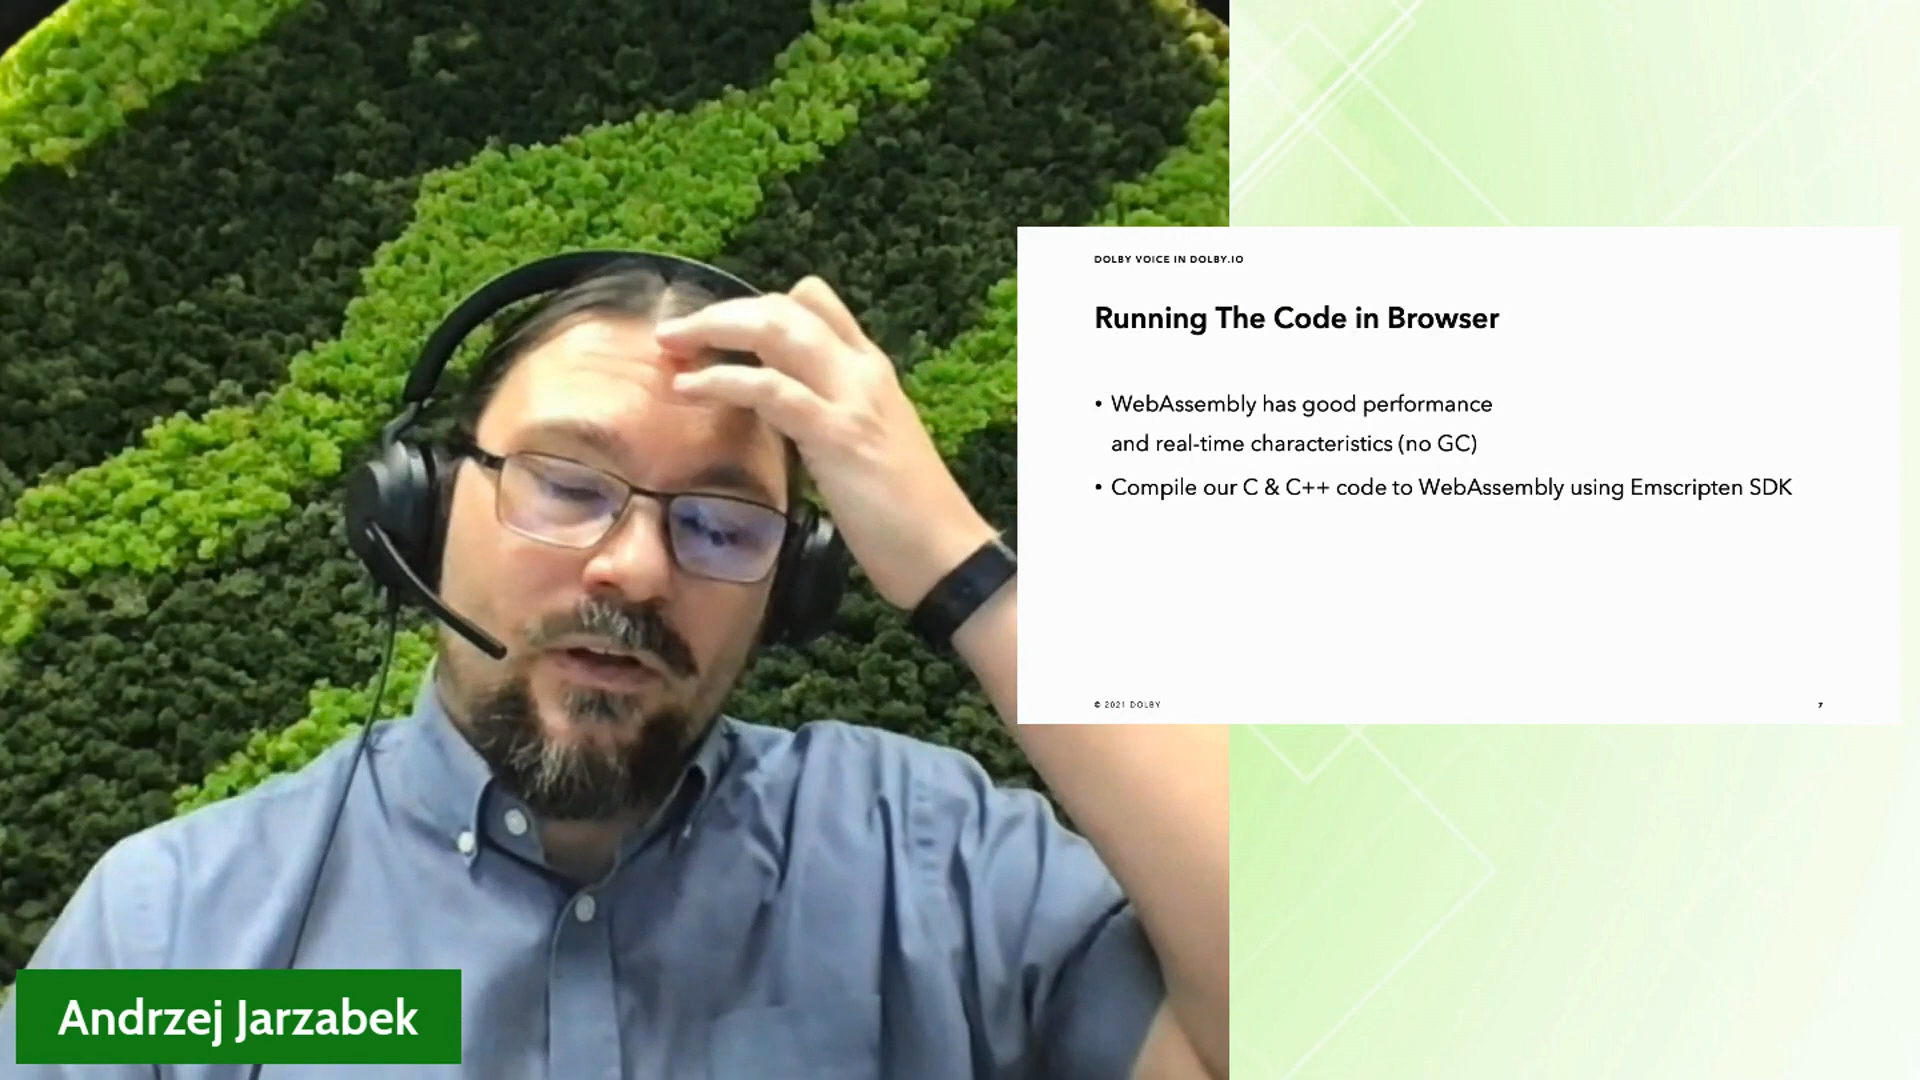 DOLBY VOICE IN DOLBY.IO
Running The Code in Browser
• WebAssembly has good performance
and real-time characteristics (no GC)
• Compile our C & C++ code to WebAssembly using Emscripten SDK
© 2021 DOLBY
7
Andrzej Jarzabek